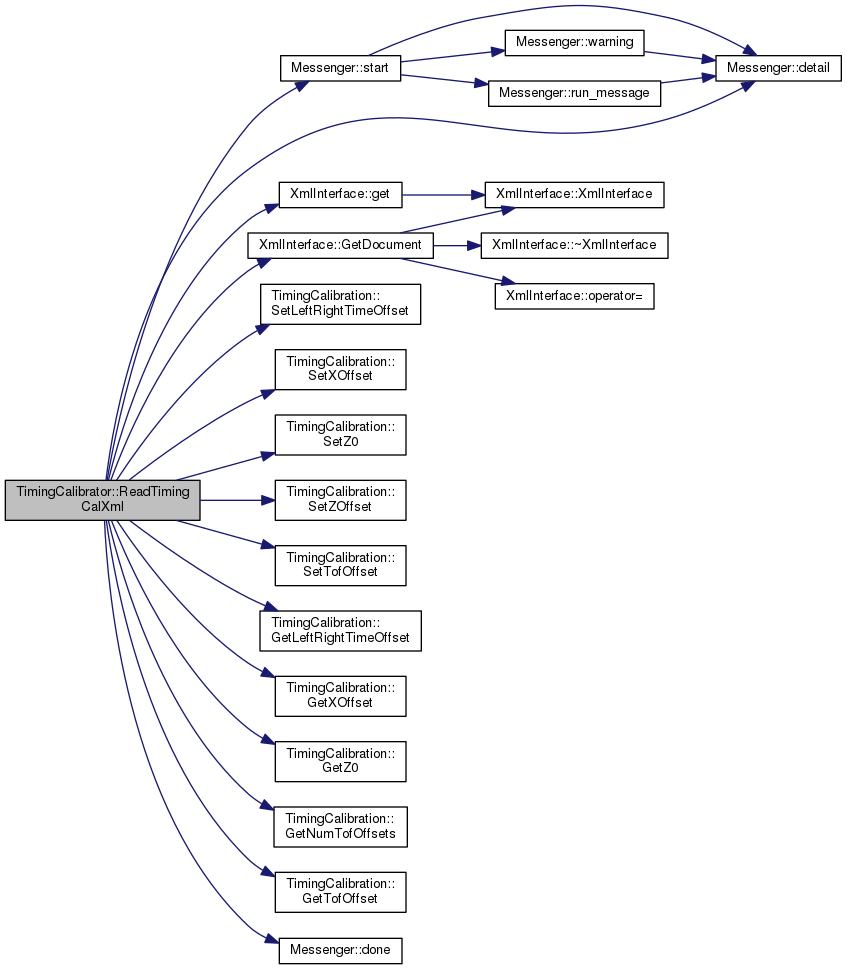 Messenger::start
Messenger::warning
Messenger::run_message
Messenger::detail
XmlInterface::get
XmlInterface::XmlInterface
XmlInterface::GetDocument
XmlInterface::~XmlInterface
XmlInterface::operator=
TimingCalibration::
SetLeftRightTimeOffset
TimingCalibration::
SetXOffset
TimingCalibration::
SetZ0
TimingCalibrator::ReadTiming
CalXml
TimingCalibration::
SetZOffset
TimingCalibration::
SetTofOffset
TimingCalibration::
GetLeftRightTimeOffset
TimingCalibration::
GetXOffset
TimingCalibration::
GetZ0
TimingCalibration::
GetNumTofOffsets
TimingCalibration::
GetTofOffset
Messenger::done